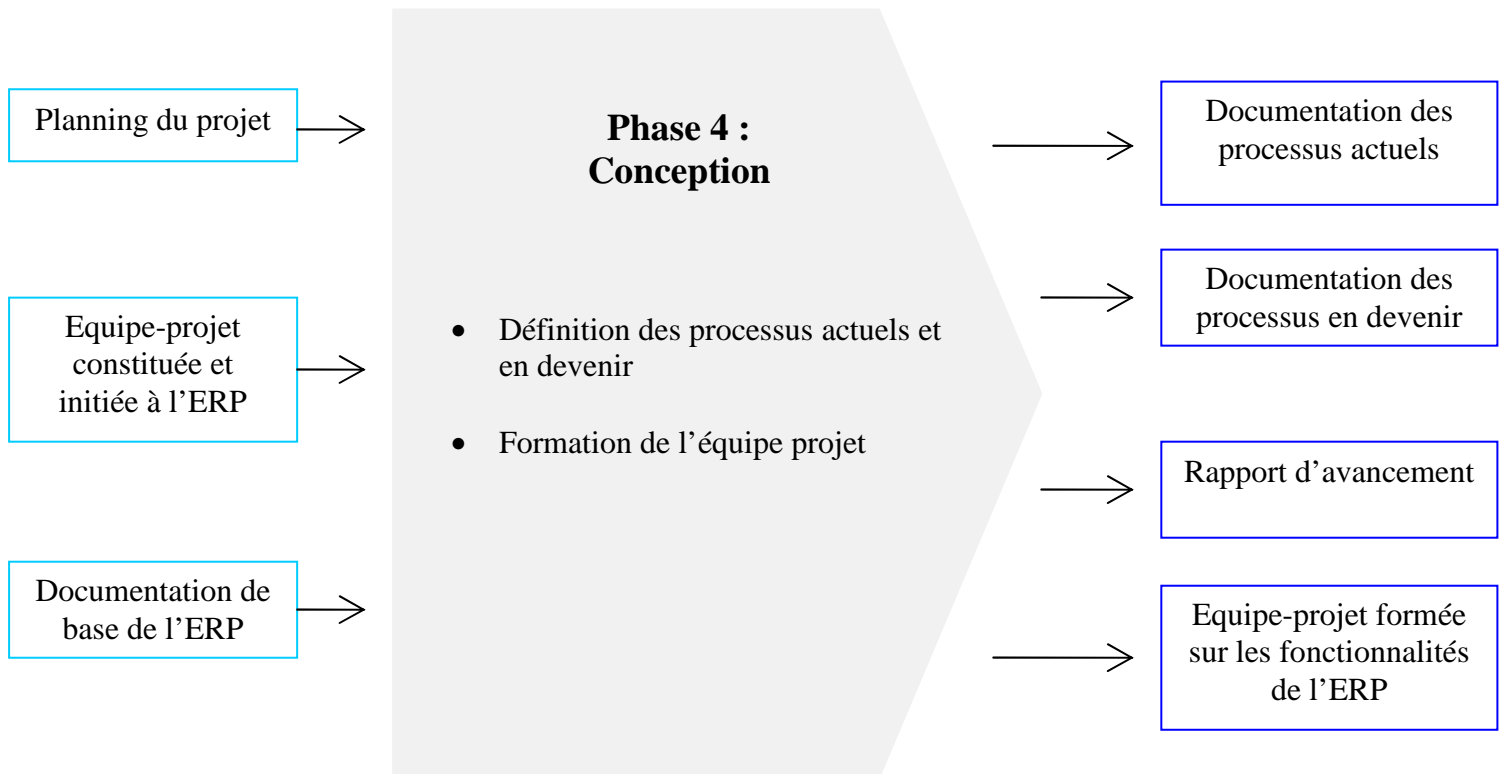 Planning du projet
Equipe-projet
constituée et
initiée à l’ERP
Documentation de
base de l’ERP
Phase 4 :
Conception
• Définition des processus actuels et
en devenir
• Formation de l’équipe projet
Documentation des
processus actuels
Documentation des
processus en devenir
Rapport d’avancement
Equipe-projet formée
sur les fonctionnalités
de l’ERP